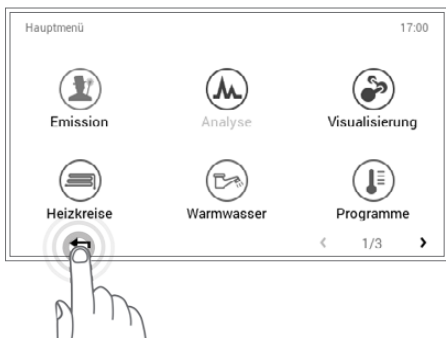 Hauptmenü 17:00
Emission Analyse Visualisierung
Heizkreise Warmwasser Programme
1/3